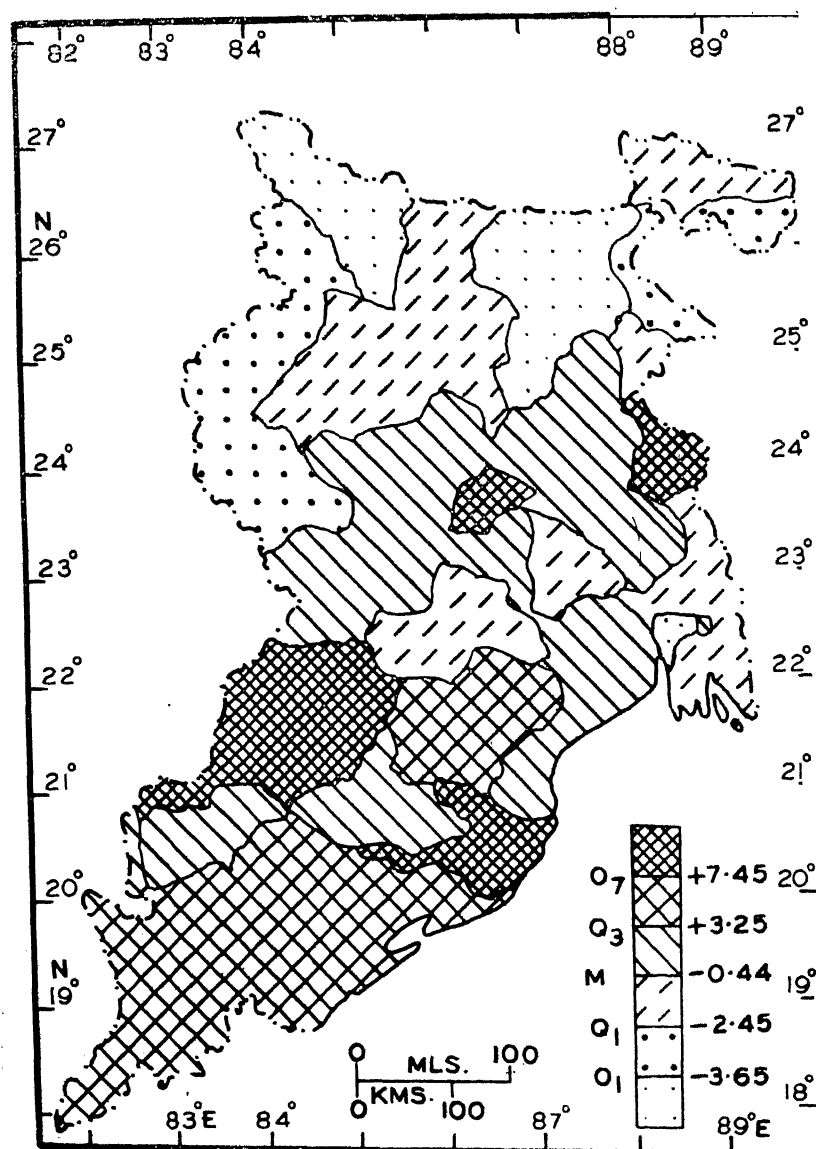 82° 83° 84° 88° 89°
27° 27°
N
26°
25° 25°
24° 24°
23° 23°
22° 22°
21° 21°
O7 +7·45 20°
20°
Q3 +3·25
N M -0·44 19°
19°
Q1 -2·45
0 MLS. 100
O1 -3·65
KMS.
0 100 18°
83°E 84° 87° 89°E